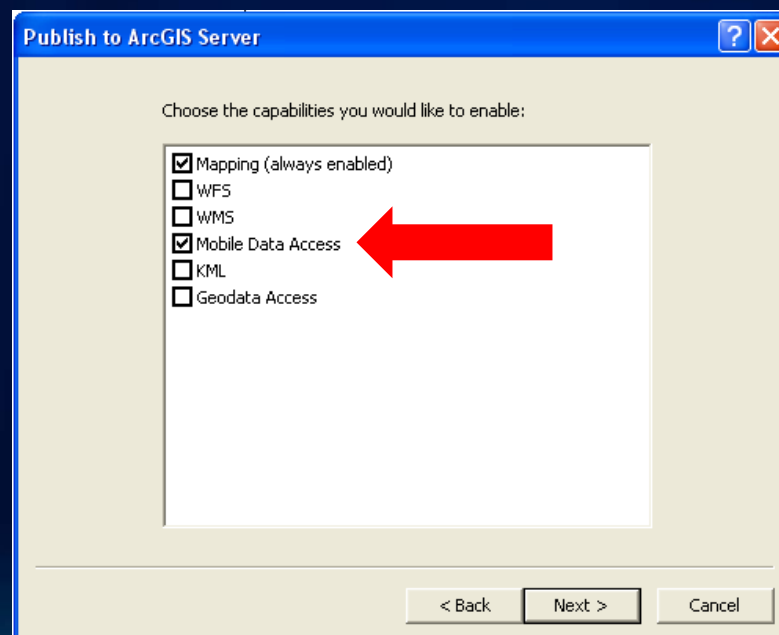 Publish to ArcGIS Server
Choose the capabilities you would like to enable:
Mapping (always enabled)
WFS
WMS
Mobile Data Access
KML
Geodata Access
< Back Next > Cancel